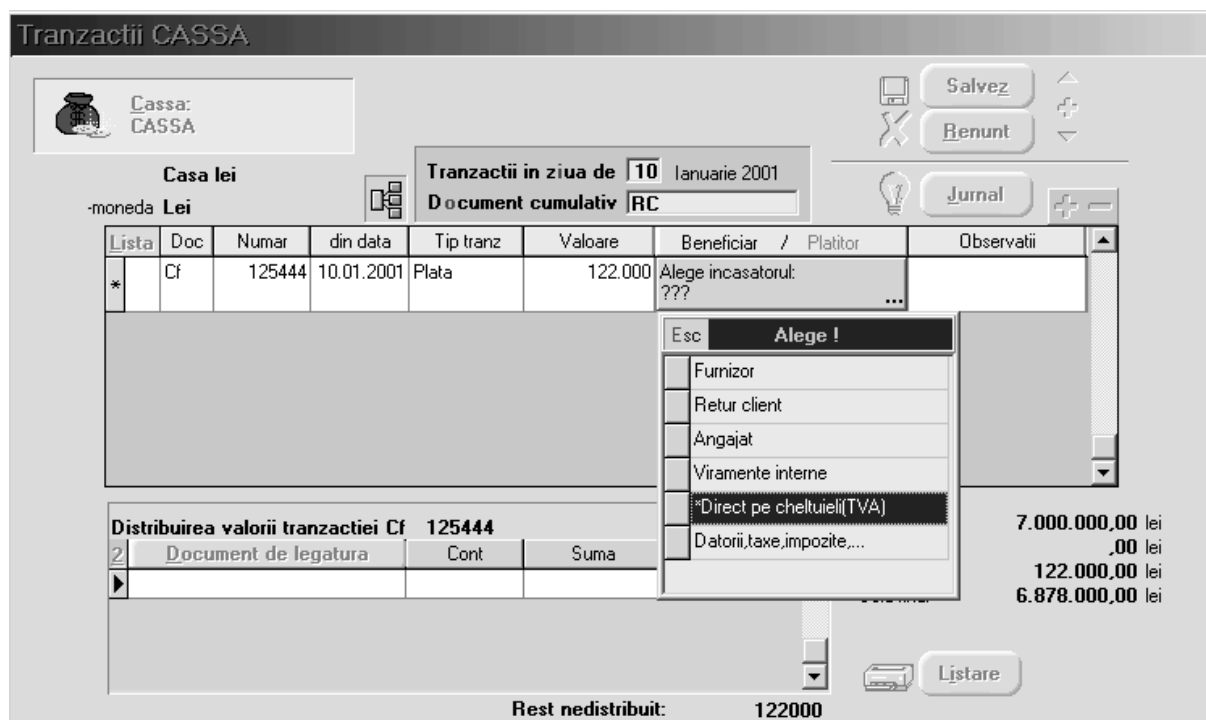 Tranzactii CASSA
Cassa:
CASSA
Salvez
Renunt
Casa lei
-moneda Lei
Tranzactii in ziua de 10 Ianuarie 2001
Document cumulativ RC
Jurnal
Lista Doc Numar din data Tip tranz Valoare Beneficiar / Platitor Observatii
* Cf 125444 10.01.2001 Plata 122.000 Alege incasatorul:
??? ...
Esc Alege !
Furnizor
Retur client
Angajat
Viramente interne
*Direct pe cheltuieli(TVA)
Datorii,taxe,impozite,...
Distribuirea valorii tranzactiei Cf 125444
2 Document de legatura Cont Suma
7.000.000,00 lei
,00 lei
122.000,00 lei
6.878.000,00 lei
Listare
Rest nedistribuit: 122000